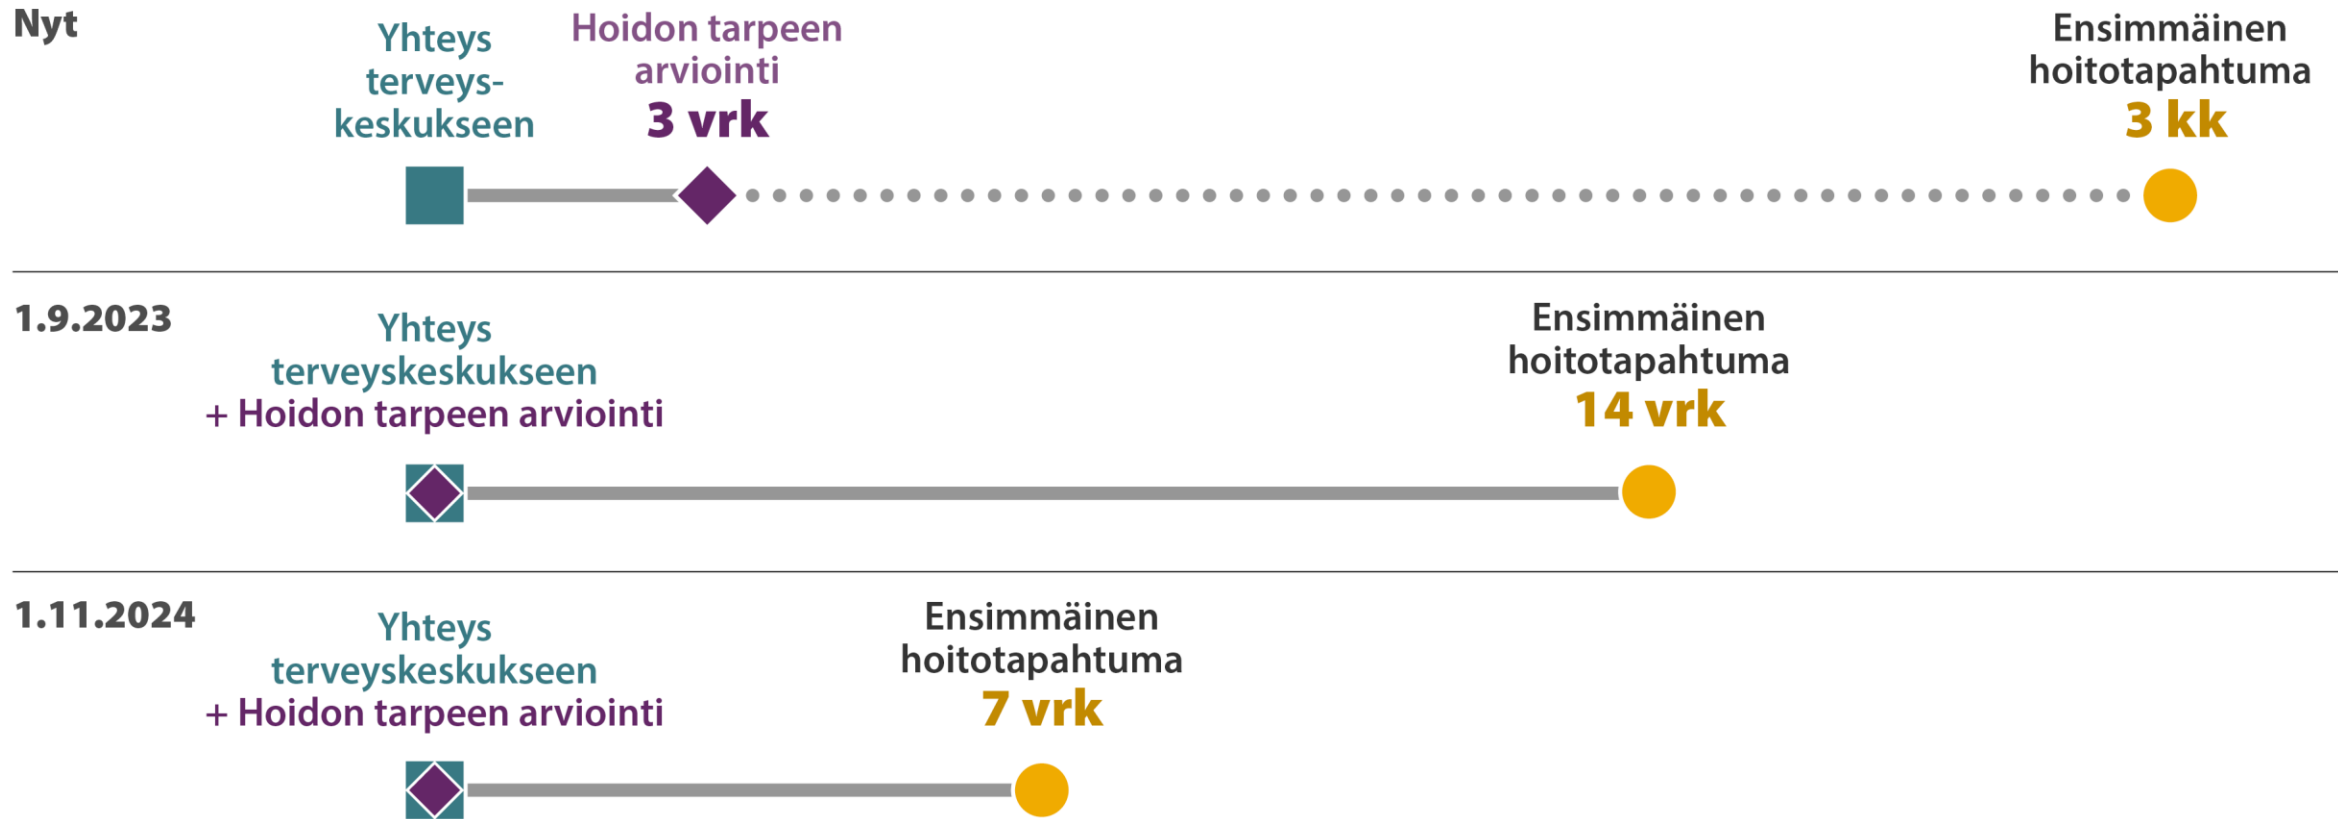 Nyt
Yhteys
terveys-
keskukseen
Hoidon tarpeen
arviointi
3 vrk
Ensimmäinen
hoitotapahtuma
3 kk
1.9.2023
Yhteys
terveyskeskukseen
+ Hoidon tarpeen arviointi
Ensimmäinen
hoitotapahtuma
14 vrk
1.11.2024
Yhteys
terveyskeskukseen
+ Hoidon tarpeen arviointi
Ensimmäinen
hoitotapahtuma
7 vrk